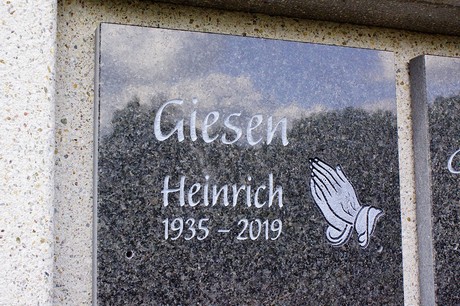 Giesen
Heinrich
1935 – 2019